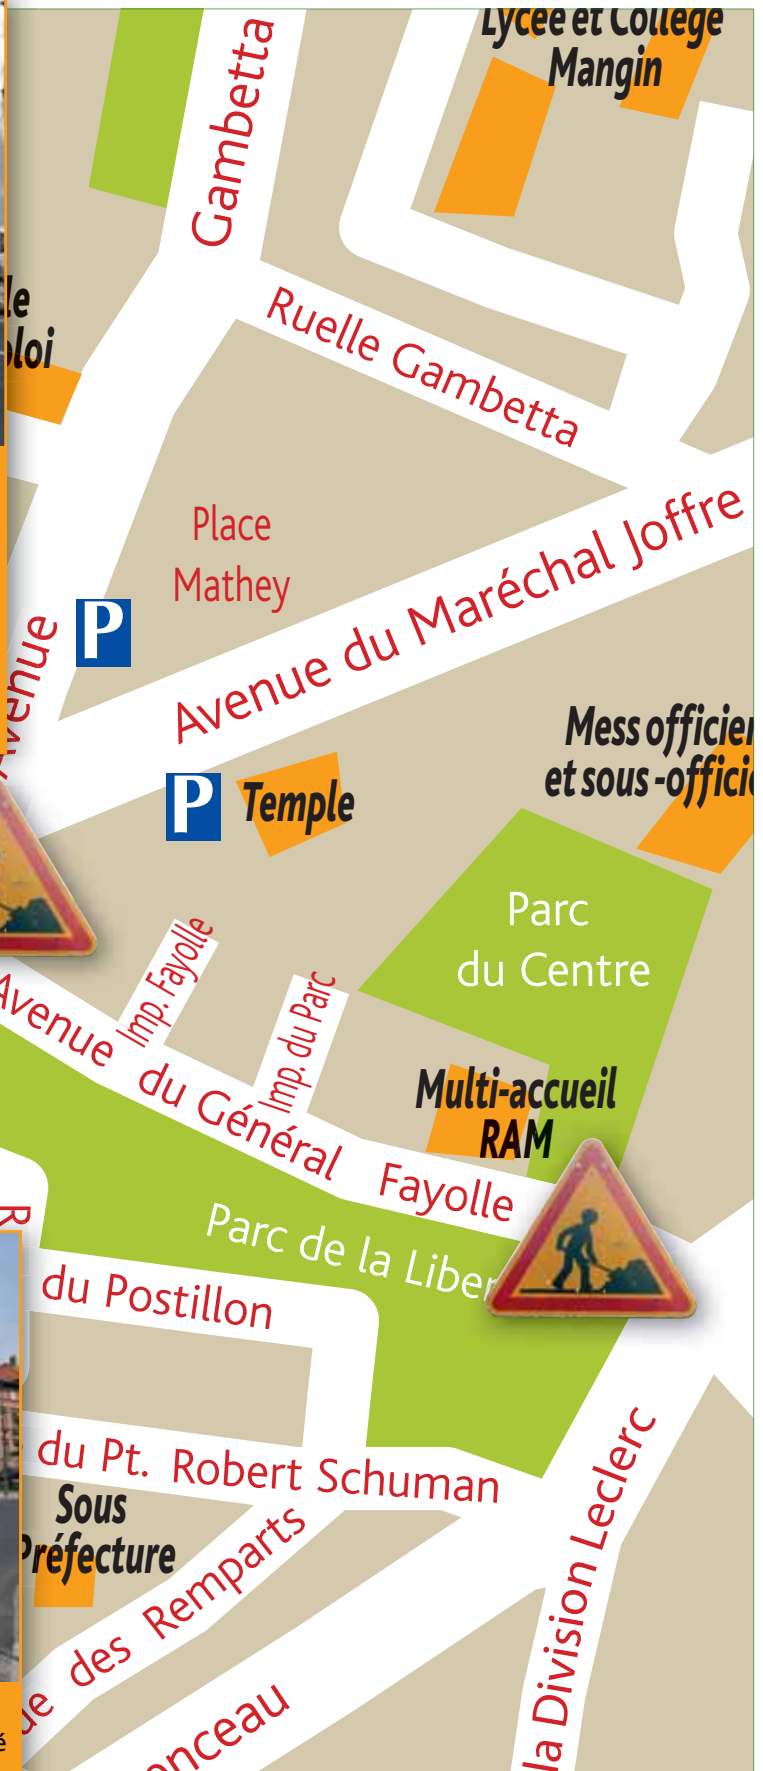 Lycée et Collège
Mangin
Gambetta
Ruelle Gambetta
Place
Mathey
P
Avenue du Maréchal Joffre
Avenue
Mess officier
et sous-offici
P
Temple
Parc
du Centre
Imp. Fayolle
Imp. du Parc
Avenue du Général Fayolle
Multi-accueil
RAM
Parc de la Liber
R
du Postillon
du Pt. Robert Schuman
Sous
Préfecture
des Remparts
la Division Leclerc
onceau
é